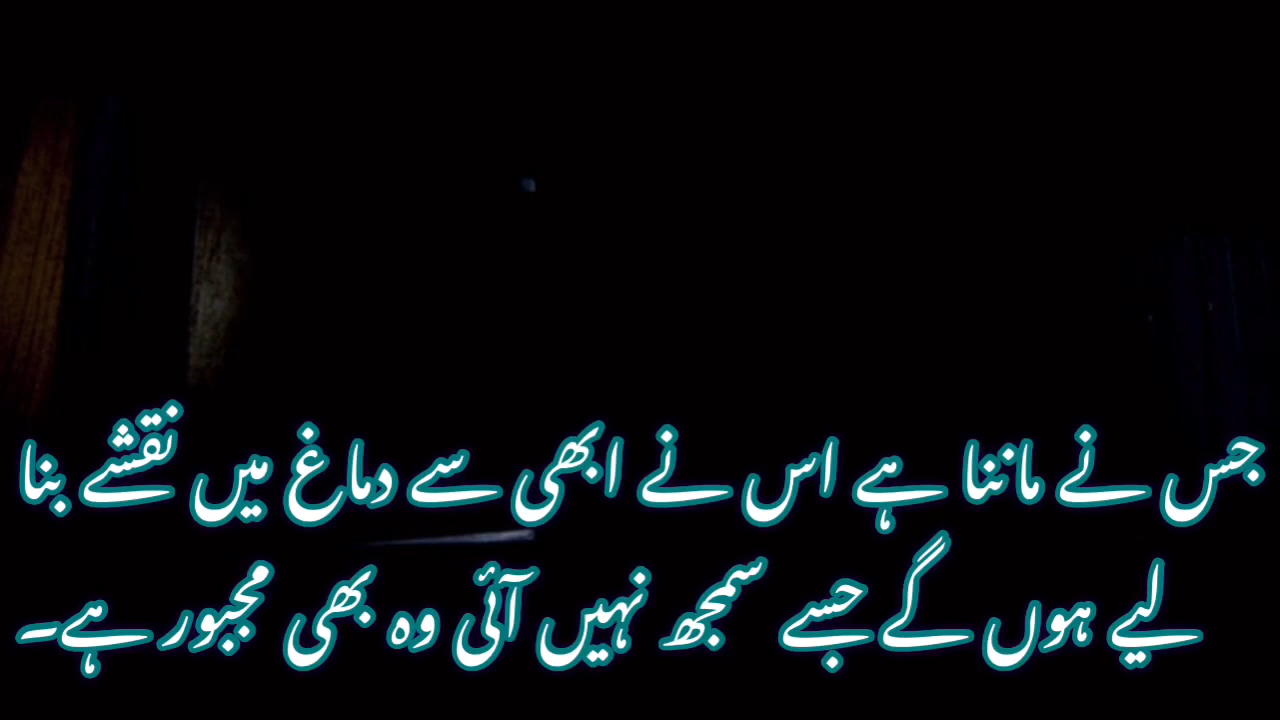 جس نے ماننا ہے اس نے ابھی سے دماغ میں نقشے بنا
لیے ہوں گے جسے سمجھ نہیں آئی وہ بھی مجبور ہے۔